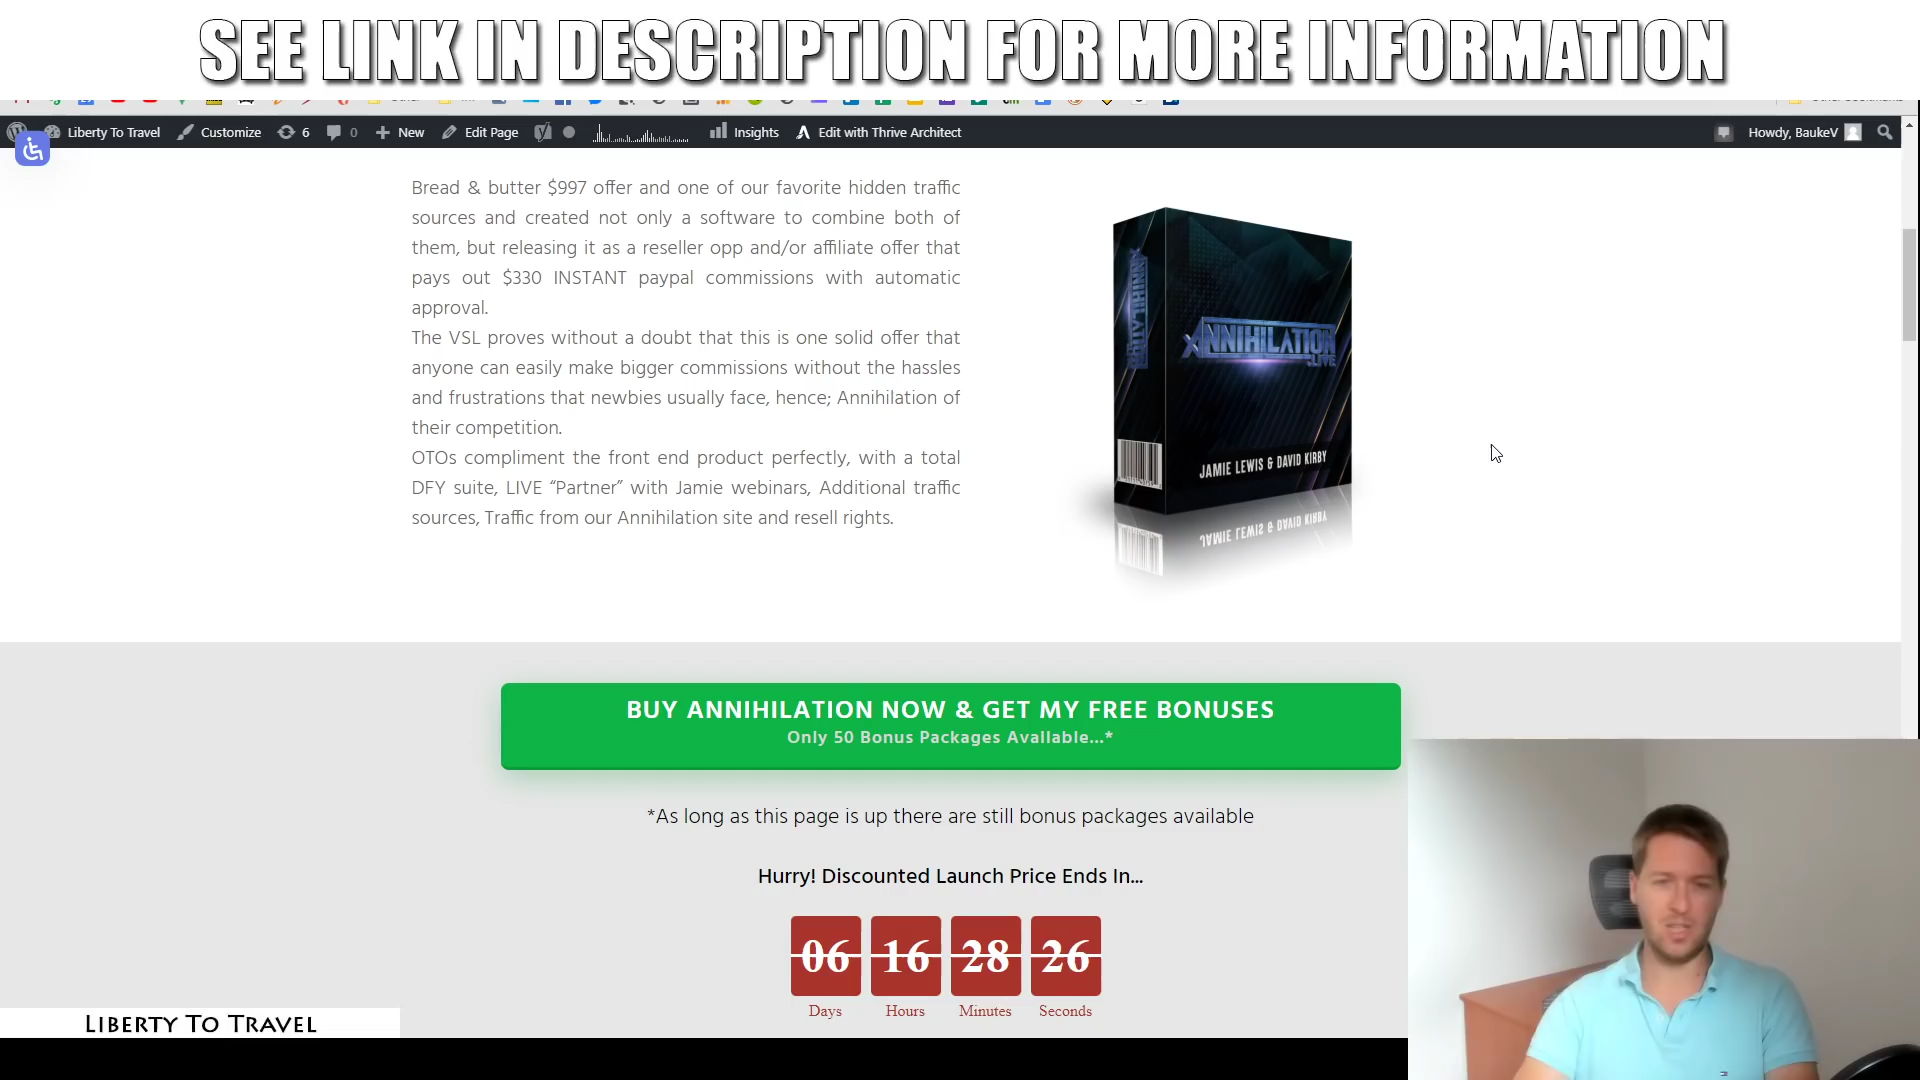 SEE LINK IN DESCRIPTION FOR MORE INFORMATION
Liberty To Travel Customize 6 0 New Edit Page Insights Edit with Thrive Architect Howdy, BaukeV
Bread & butter $997 offer and one of our favorite hidden traffic
sources and created not only a software to combine both of
them, but releasing it as a reseller opp and/or affiliate offer that
pays out $330 INSTANT paypal commissions with automatic
approval.
The VSL proves without a doubt that this is one solid offer that
anyone can easily make bigger commissions without the hassles
and frustrations that newbies usually face, hence; Annihilation of
their competition.
OTOs compliment the front end product perfectly, with a total
DFY suite, LIVE “Partner” with Jamie webinars, Additional traffic
sources, Traffic from our Annihilation site and resell rights.
ANNIHILATION
.LIVE
JAMIE LEWIS & DAVID KIRBY
BUY ANNIHILATION NOW & GET MY FREE BONUSES
Only 50 Bonus Packages Available...*
*As long as this page is up there are still bonus packages available
Hurry! Discounted Launch Price Ends In...
06 16 28 26
Days Hours Minutes Seconds
LIBERTY TO TRAVEL